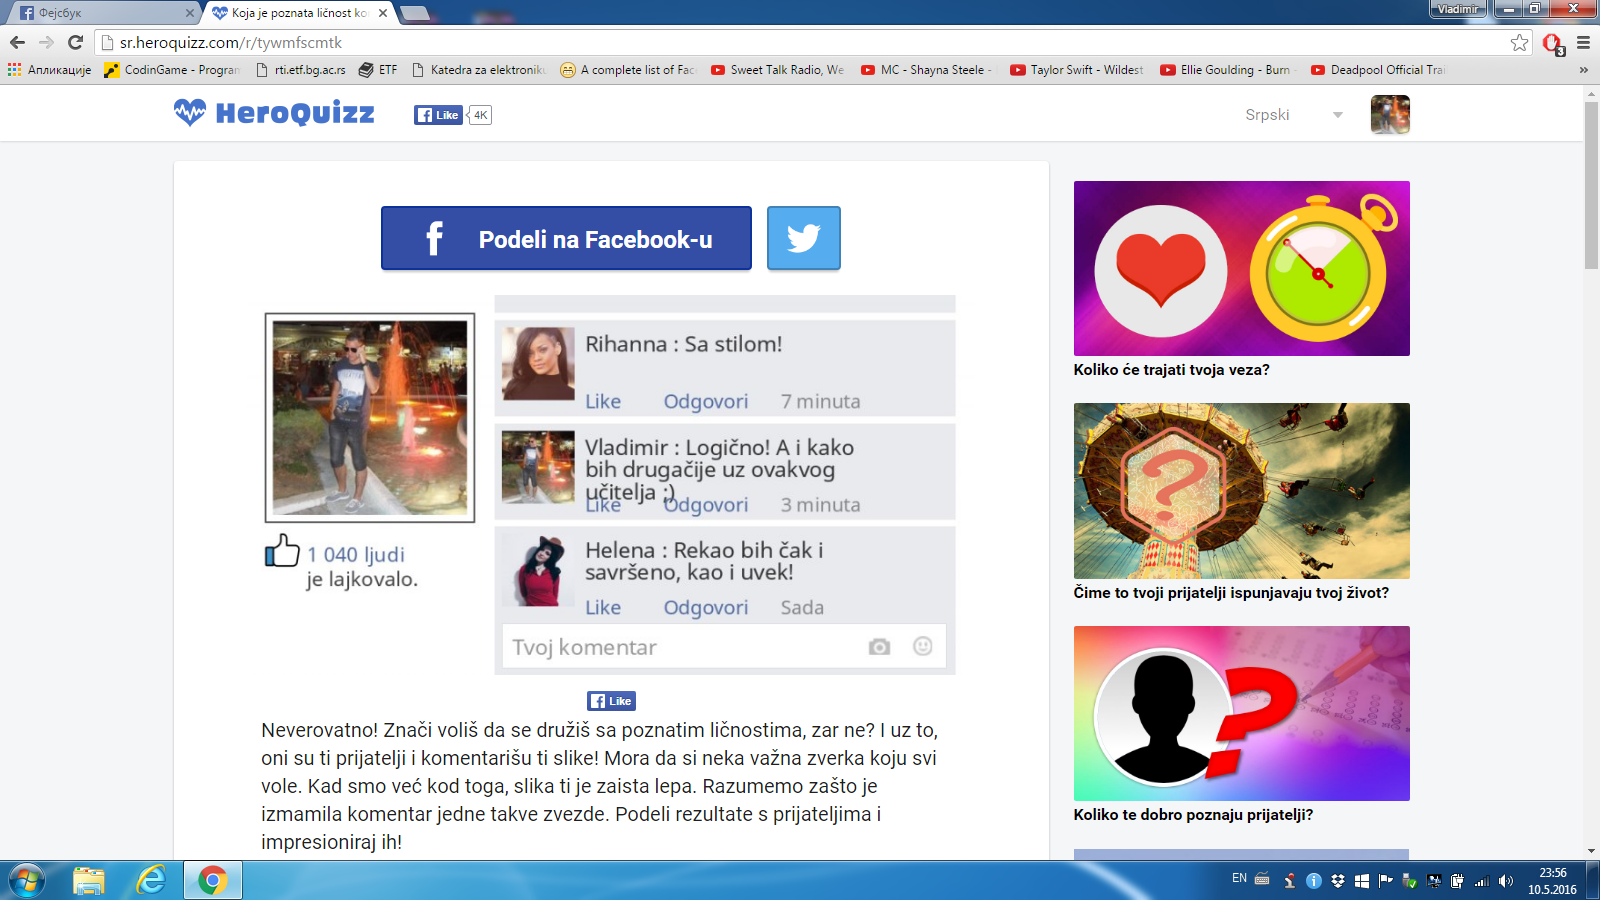 Фејсбук
Koja je poznata ličnost ko
Vladimir
sr.heroquizz.com/r/tywmfscmtk
3
Апликације
CodinGame - Program
rti.etf.bg.ac.rs
ETF
Katedra za elektroniku
A complete list of Fac
Sweet Talk Radio, We
MC - Shayna Steele -
Taylor Swift - Wildest
Ellie Goulding - Burn -
Deadpool Official Trai
»
HeroQuizz
Like
4K
Srpski
Podeli na Facebook-u
Rihanna : Sa stilom!
Like Odgovori 7 minuta
Vladimir : Logično! A i kako
bih drugačije uz ovakvog
učitelja ;)
Like Odgovori 3 minuta
Helena : Rekao bih čak i
savršeno, kao i uvek!
Like Odgovori Sada
Tvoj komentar
1 040 ljudi
je lajkovalo.
Like
Neverovatno! Znači voliš da se družiš sa poznatim ličnostima, zar ne? I uz to,
oni su ti prijatelji i komentarišu ti slike! Mora da si neka važna zverka koju svi
vole. Kad smo već kod toga, slika ti je zaista lepa. Razumemo zašto je
izmamila komentar jedne takve zvezde. Podeli rezultate s prijateljima i
impresioniraj ih!
Koliko će trajati tvoja veza?
Čime to tvoji prijatelji ispunjavaju tvoj život?
Koliko te dobro poznaju prijatelji?
EN
23:56
10.5.2016